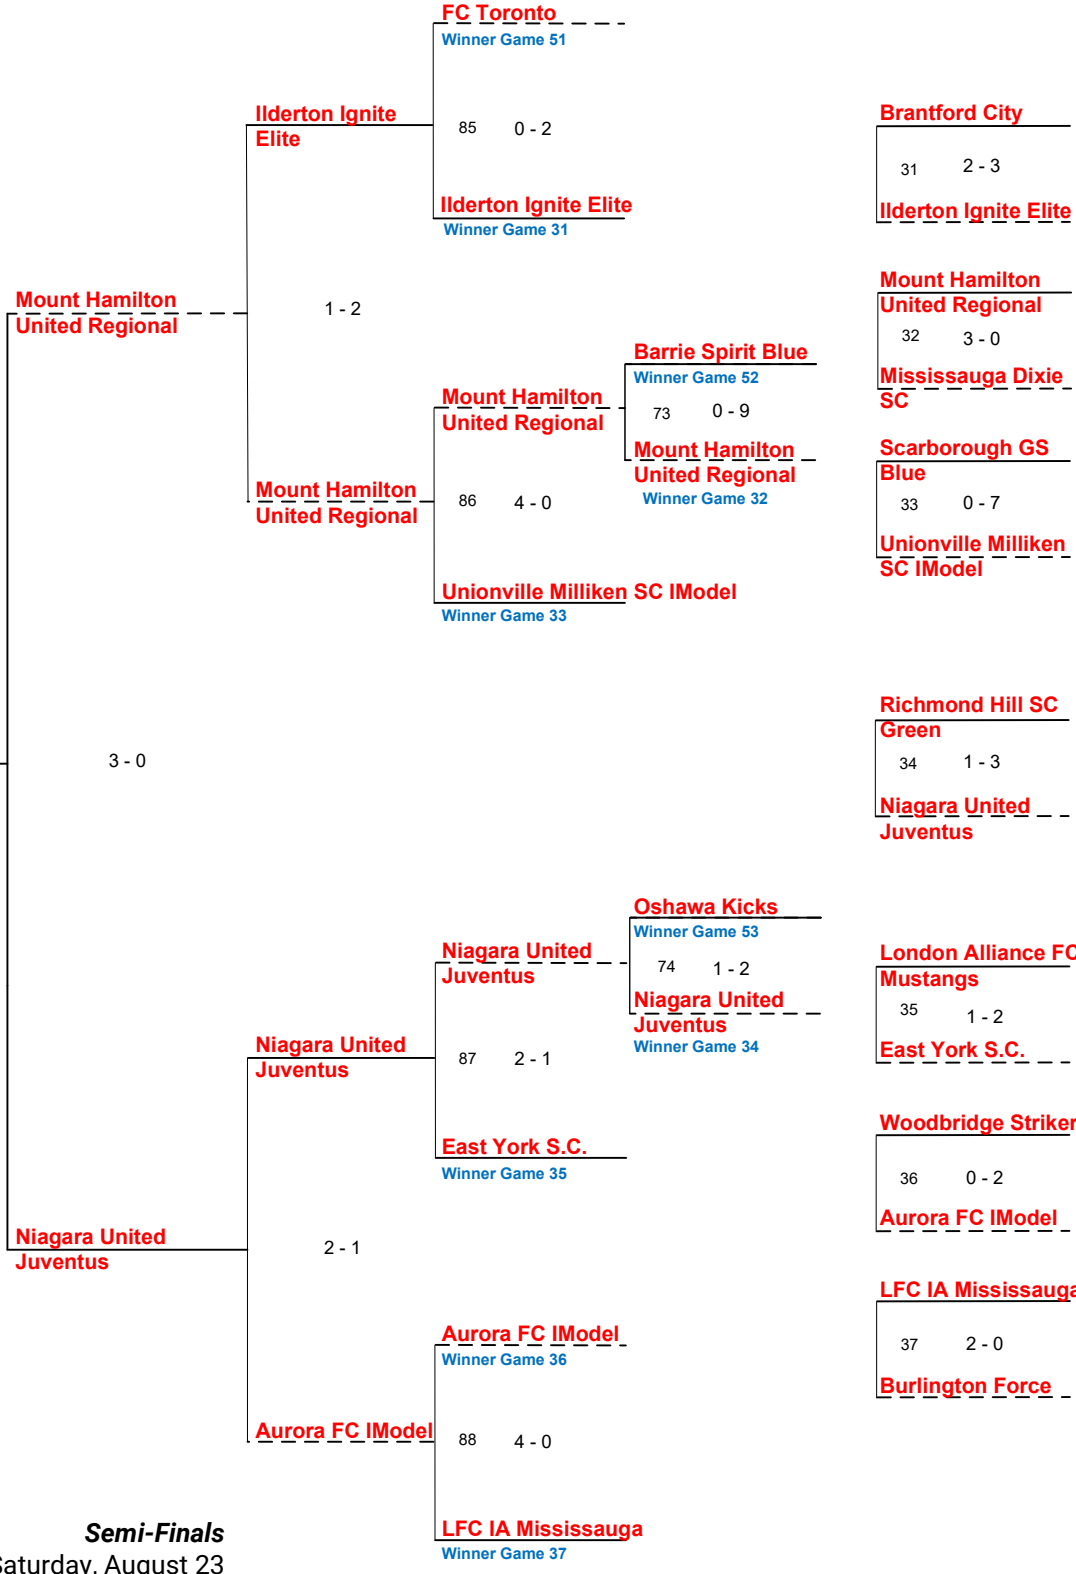 FC Toronto
Winner Game 51
Ilderton Ignite
Elite
85 0 - 2
Brantford City
31 2 - 3
Ilderton Ignite Elite
Winner Game 31
Ilderton Ignite Elite
Mount Hamilton
United Regional
1 - 2
Mount Hamilton
United Regional
32 3 - 0
Mississauga Dixie
SC
Barrie Spirit Blue
Winner Game 52
73 0 - 9
Mount Hamilton
United Regional
Winner Game 32
Mount Hamilton
United Regional
Scarborough GS
Blue
33 0 - 7
Unionville Milliken
SC IModel
Mount Hamilton
United Regional
86 4 - 0
Unionville Milliken SC IModel
Winner Game 33
3 - 0
Richmond Hill SC
Green
34 1 - 3
Niagara United
Juventus
Oshawa Kicks
Winner Game 53
74 1 - 2
Niagara United
Juventus
Winner Game 34
Niagara United
Juventus
London Alliance FC
Mustangs
35 1 - 2
East York S.C.
Niagara United
Juventus
87 2 - 1
East York S.C.
Winner Game 35
Woodbridge Striker
36 0 - 2
Aurora FC IModel
Niagara United
Juventus
2 - 1
LFC IA Mississauga
37 2 - 0
Burlington Force
Aurora FC IModel
Winner Game 36
Aurora FC IModel
88 4 - 0
LFC IA Mississauga
Winner Game 37
Semi-Finals
Saturday, August 23